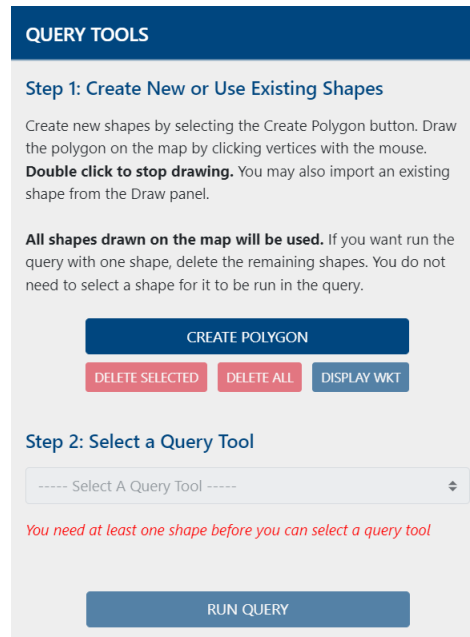 QUERY TOOLS
Step 1: Create New or Use Existing Shapes
Create new shapes by selecting the Create Polygon button. Draw
the polygon on the map by clicking vertices with the mouse.
Double click to stop drawing. You may also import an existing
shape from the Draw panel.
All shapes drawn on the map will be used. If you want run the
query with one shape, delete the remaining shapes. You do not
need to select a shape for it to be run in the query.
CREATE POLYGON
DELETE SELECTED DELETE ALL DISPLAY WKT
Step 2: Select a Query Tool
----- Select A Query Tool -----
You need at least one shape before you can select a query tool
RUN QUERY